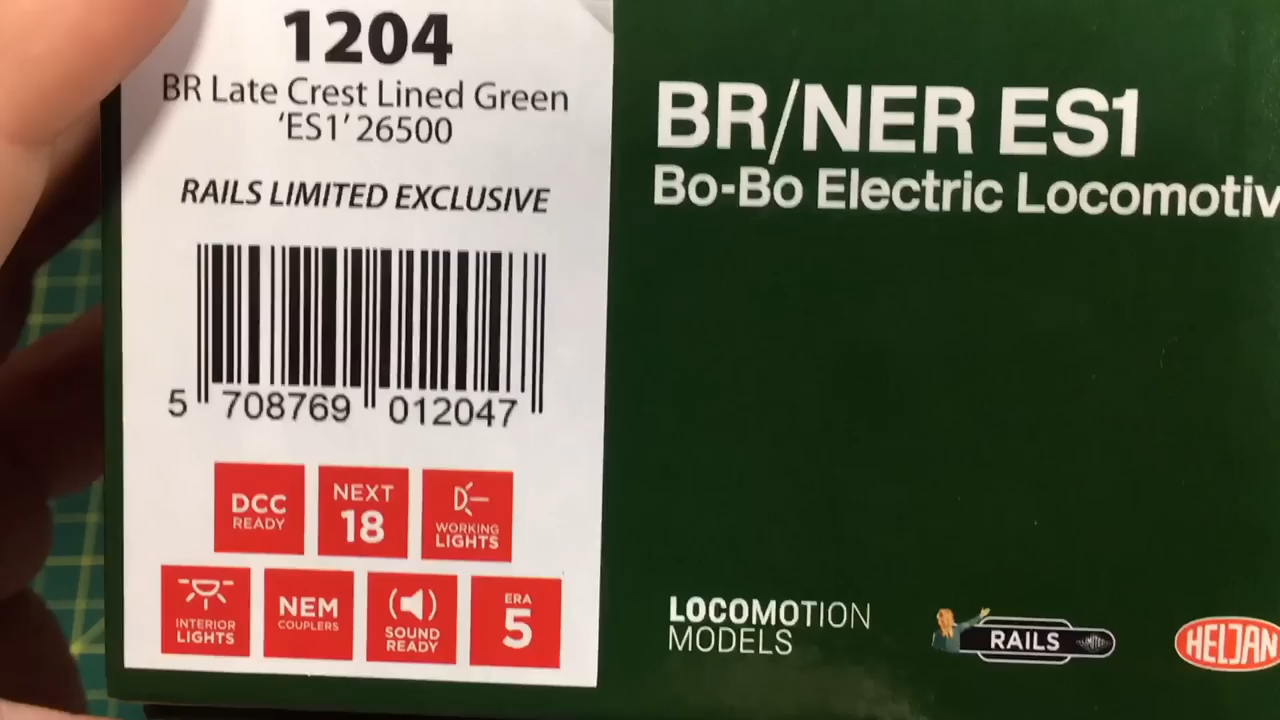 1204
BR Late Crest Lined Green
'ES1' 26500
RAILS LIMITED EXCLUSIVE
5 708769 012047
DCC
READY
NEXT
18
WORKING
LIGHTS
INTERIOR
LIGHTS
NEM
COUPLERS
SOUND
READY
ERA
5
BR/NER ES1
Bo-Bo Electric Locomotiv
LOCOMOTION
MODELS
RAILS LIMITED
HELJAN